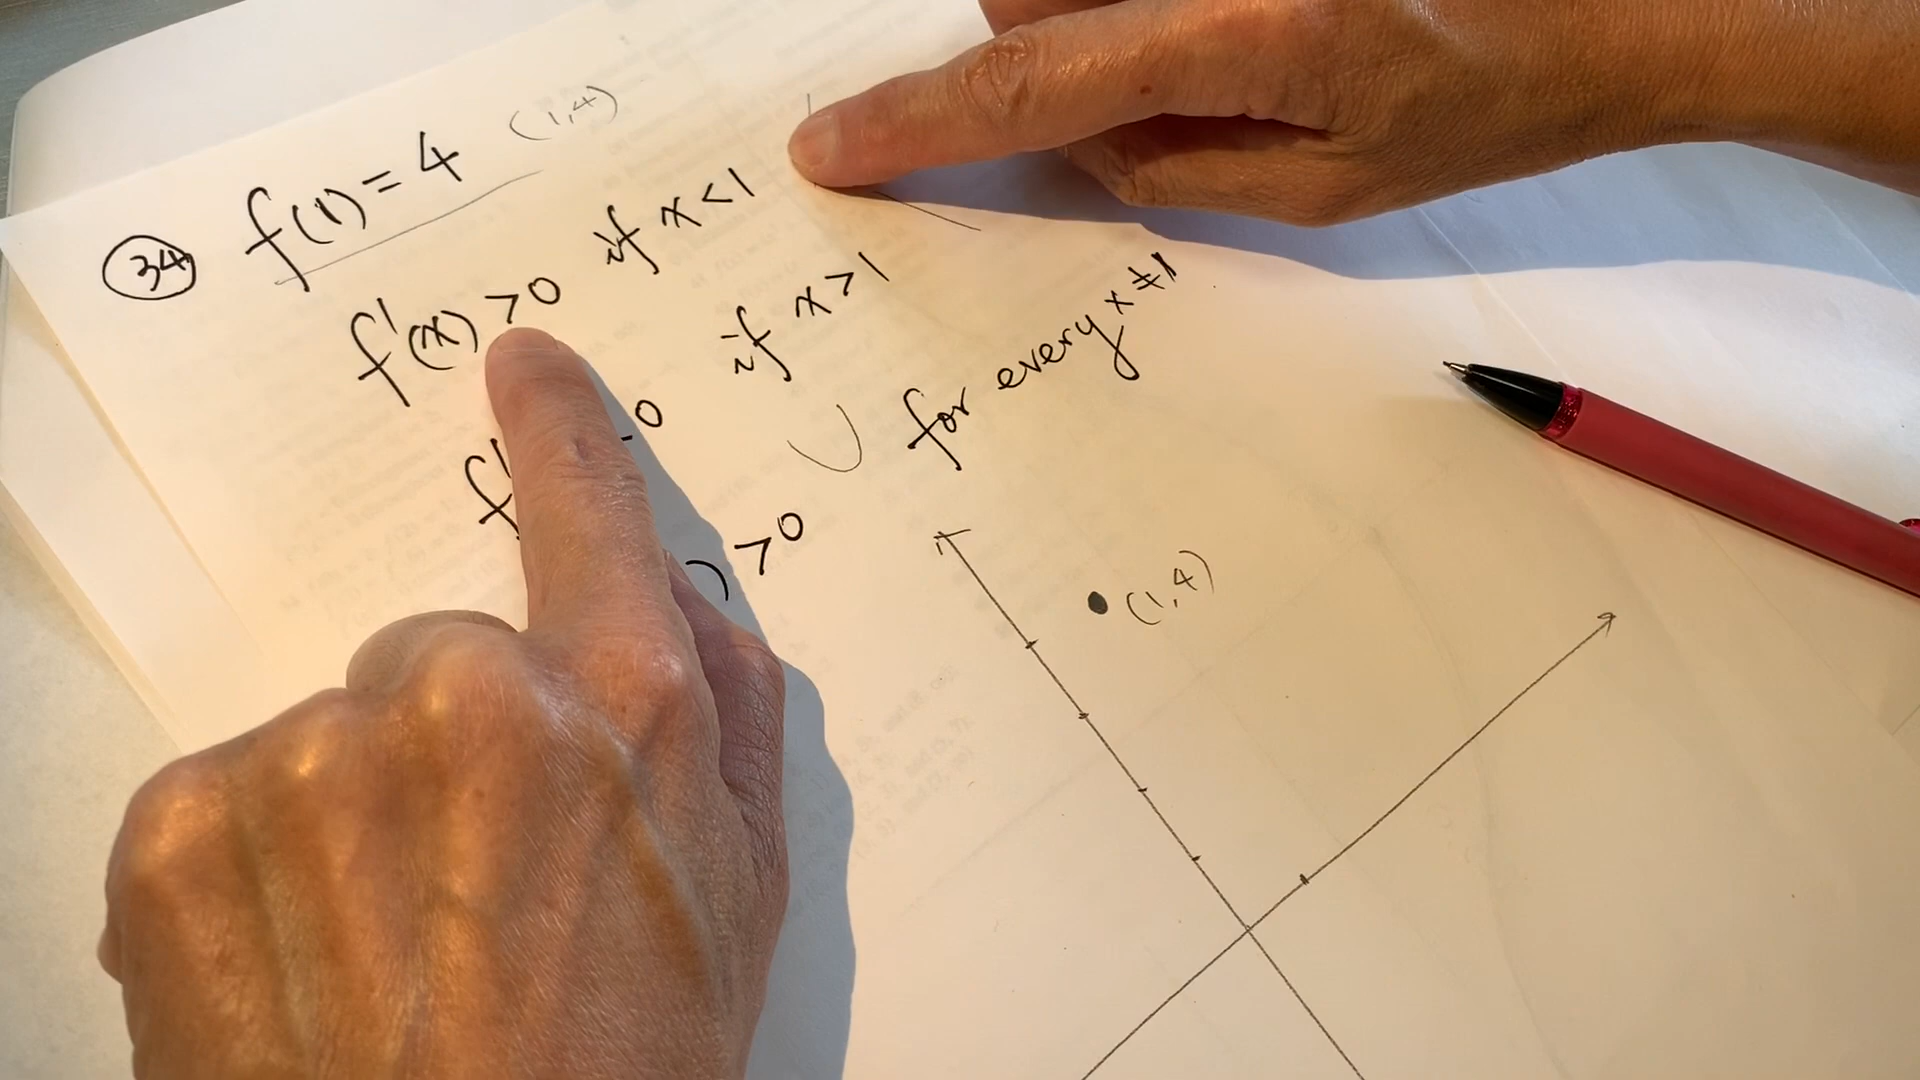 34 f(1) = 4 (1,4)
f'(x) > 0 if x < 1
f' 0 if x > 1
) > 0 for every x ≠ 1
(1,4)